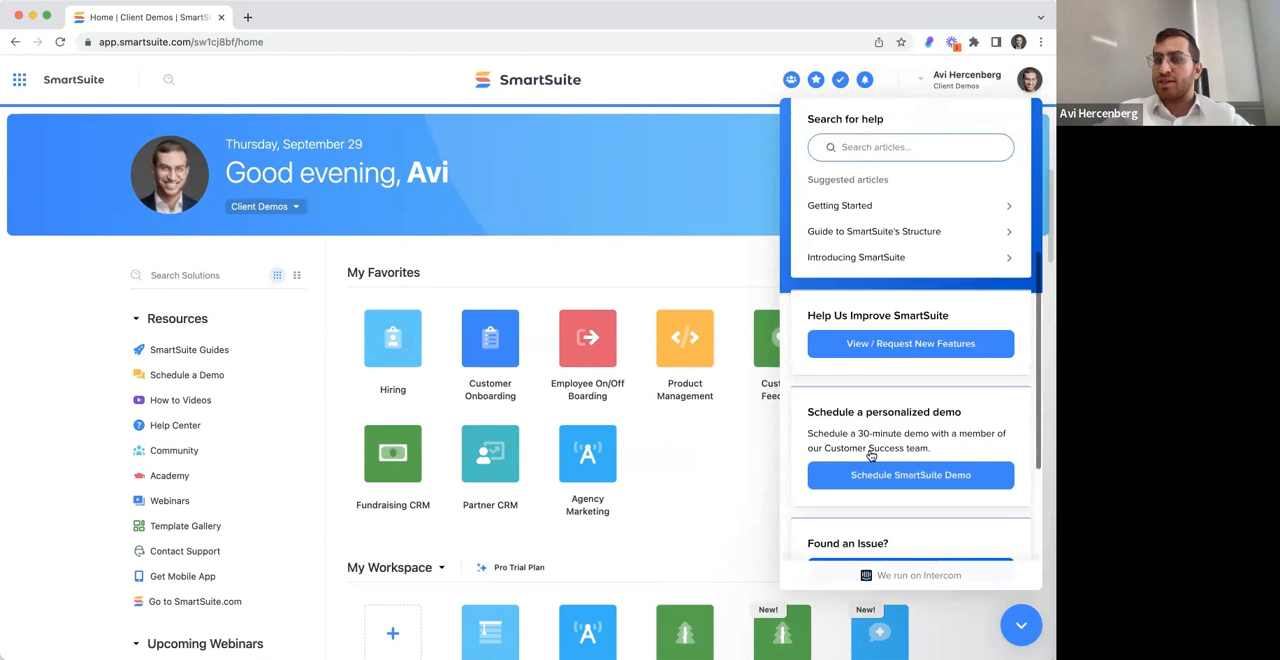 Home | Client Demos | SmartS
app.smartsuite.com/sw1cj8bf/home
SmartSuite
SmartSuite
Avi Hercenberg
Client Demos
Avi Hercenberg
Thursday, September 29
Good evening, Avi
Client Demos
Search for help
Search articles...
Suggested articles
Getting Started
Guide to SmartSuite's Structure
Introducing SmartSuite
Help Us Improve SmartSuite
View / Request New Features
Schedule a personalized demo
Schedule a 30-minute demo with a member of
our Customer Success team.
Schedule SmartSuite Demo
Found an Issue?
We run on Intercom
Search Solutions
Resources
SmartSuite Guides
Schedule a Demo
How to Videos
Help Center
Community
Academy
Webinars
Template Gallery
Contact Support
Get Mobile App
Go to SmartSuite.com
Upcoming Webinars
My Favorites
Hiring
Customer
Onboarding
Employee On/Off
Boarding
Product
Management
Cust
Feed
Fundraising CRM
Partner CRM
Agency
Marketing
My Workspace
Pro Trial Plan
New!
New!